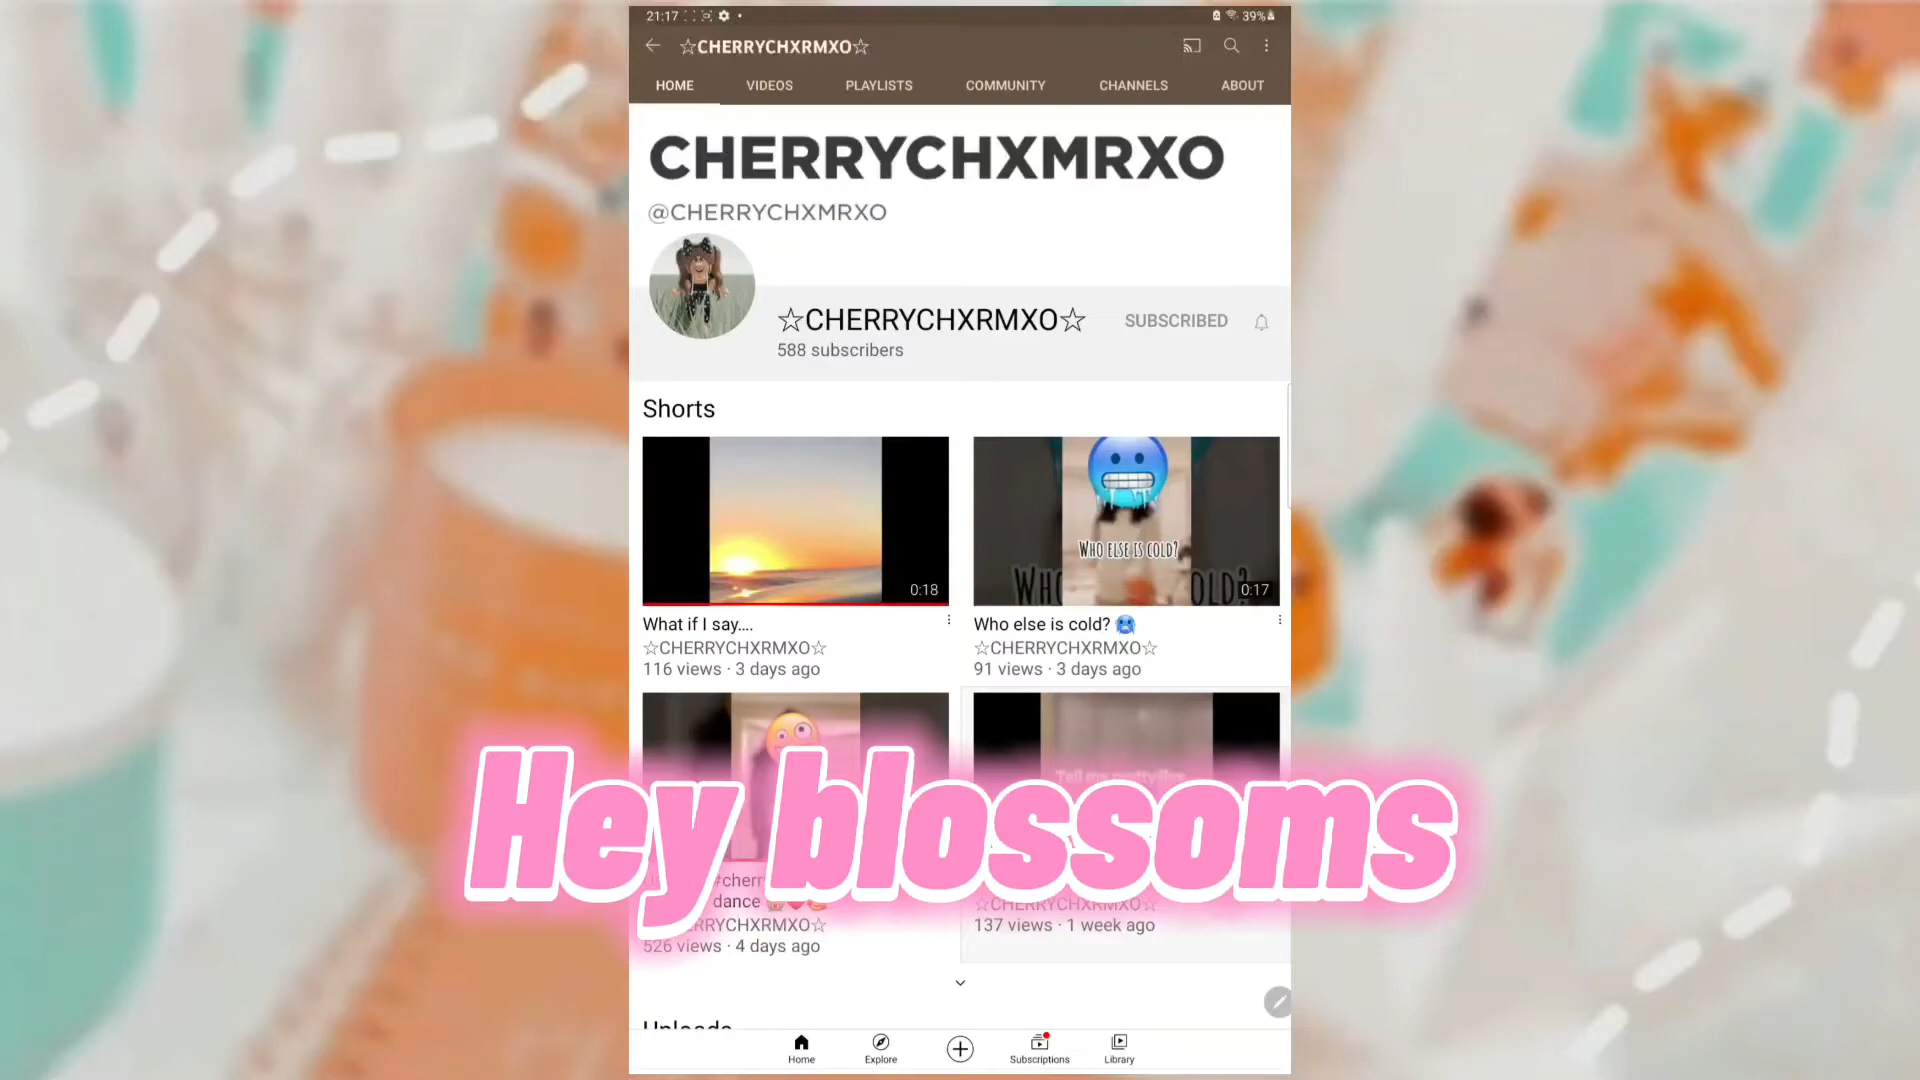 21:17
39%
☆CHERRYCHXRMXO☆
HOME VIDEOS PLAYLISTS COMMUNITY CHANNELS ABOUT
CHERRYCHXMRXO
@CHERRYCHXMRXO
☆CHERRYCHXRMXO☆
SUBSCRIBED
588 subscribers
Shorts
WHO ELSE IS COLD?
0:18
0:17
What if I say....
☆CHERRYCHXRMXO☆
116 views · 3 days ago
Who else is cold? 🥶
☆CHERRYCHXRMXO☆
91 views · 3 days ago
Hey blossoms
dance
526 views · 4 days ago
☆CHERRYCHXRMXO☆
137 views · 1 week ago
Uploads
Home Explore Subscriptions Library